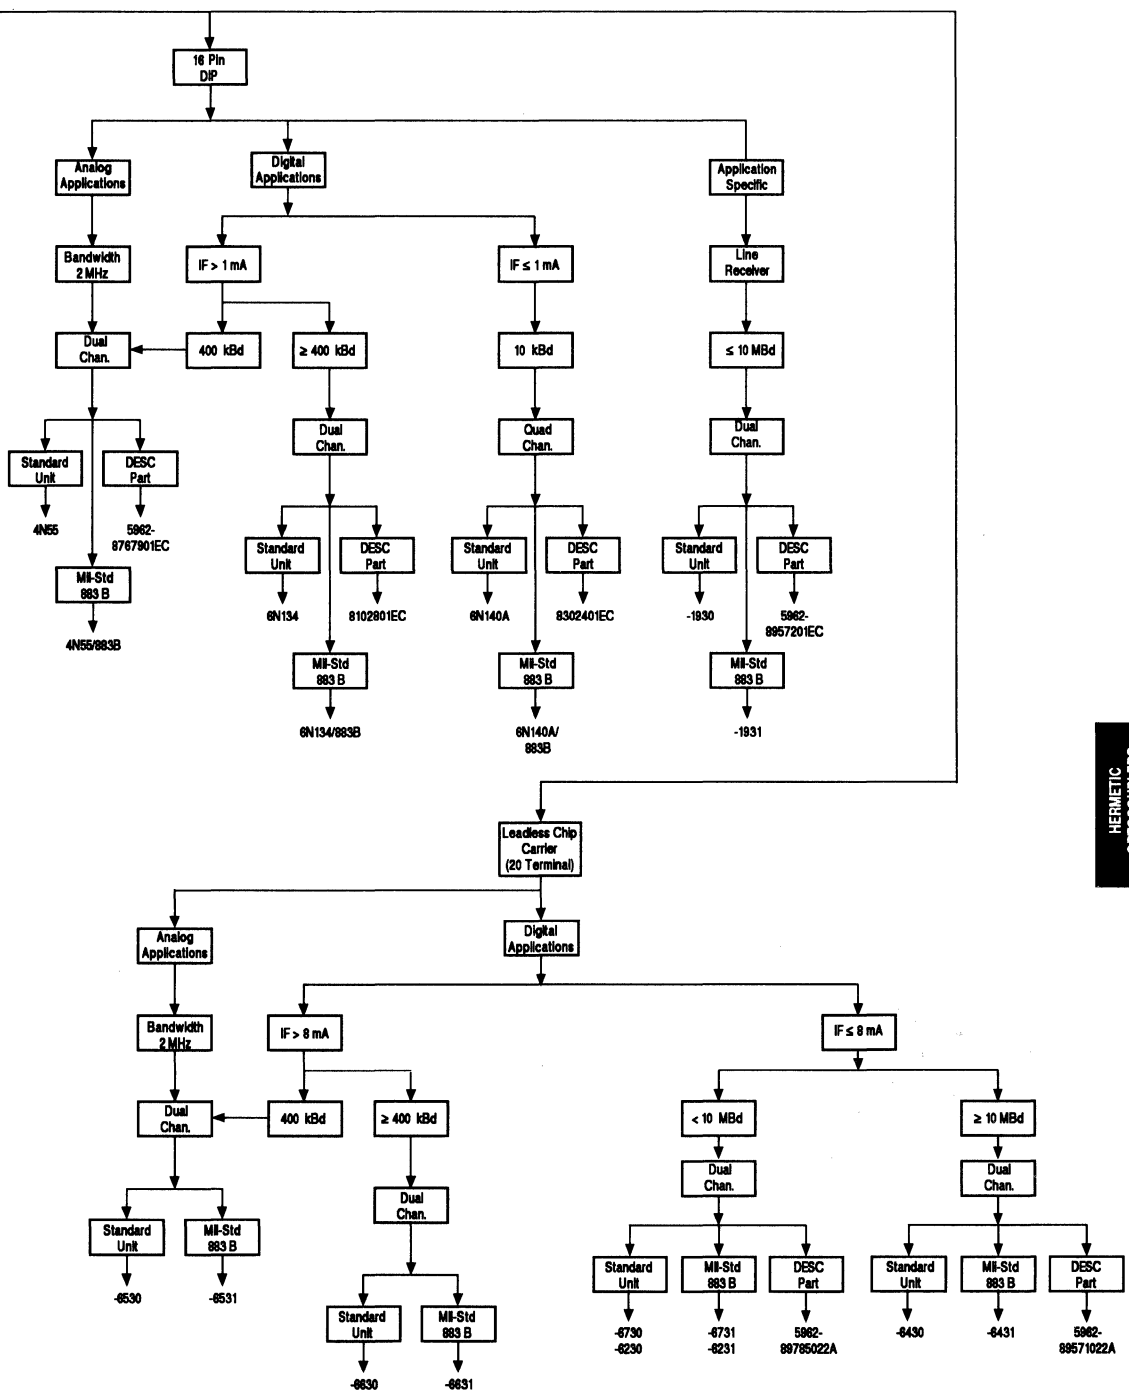 16 Pin
DIP
Analog
Applications
Digital
Applications
Application
Specific
Bandwidth
2 MHz
IF > 1 mA
IF ≤ 1 mA
Line
Receiver
Dual
Chan.
400 kBd
≥ 400 kBd
10 kBd
≤ 10 MBd
Dual
Chan.
Quad
Chan.
Dual
Chan.
Standard
Unit
DESC
Part
4N55
5962-
8767901EC
Standard
Unit
DESC
Part
Standard
Unit
DESC
Part
Standard
Unit
DESC
Part
Mil-Std
883 B
6N134
8102801EC
6N140A
8302401EC
-1930
5962-
8957201EC
4N55/883B
Mil-Std
883 B
Mil-Std
883 B
Mil-Std
883 B
6N134/883B
6N140A/
883B
-1931
HERMETIC
Leadless Chip
Carrier
(20 Terminal)
Analog
Applications
Digital
Applications
Bandwidth
2 MHz
IF > 8 mA
IF ≤ 8 mA
Dual
Chan.
400 kBd
≥ 400 kBd
< 10 MBd
≥ 10 MBd
Dual
Chan.
Dual
Chan.
Dual
Chan.
Standard
Unit
Mil-Std
883 B
Standard
Unit
Mil-Std
883 B
DESC
Part
Standard
Unit
Mil-Std
883 B
DESC
Part
-6530
-6531
Standard
Unit
Mil-Std
883 B
-6730
-6230
-6731
-6231
5962-
89785022A
-6430
-6431
5962-
89571022A
-6630
-6631